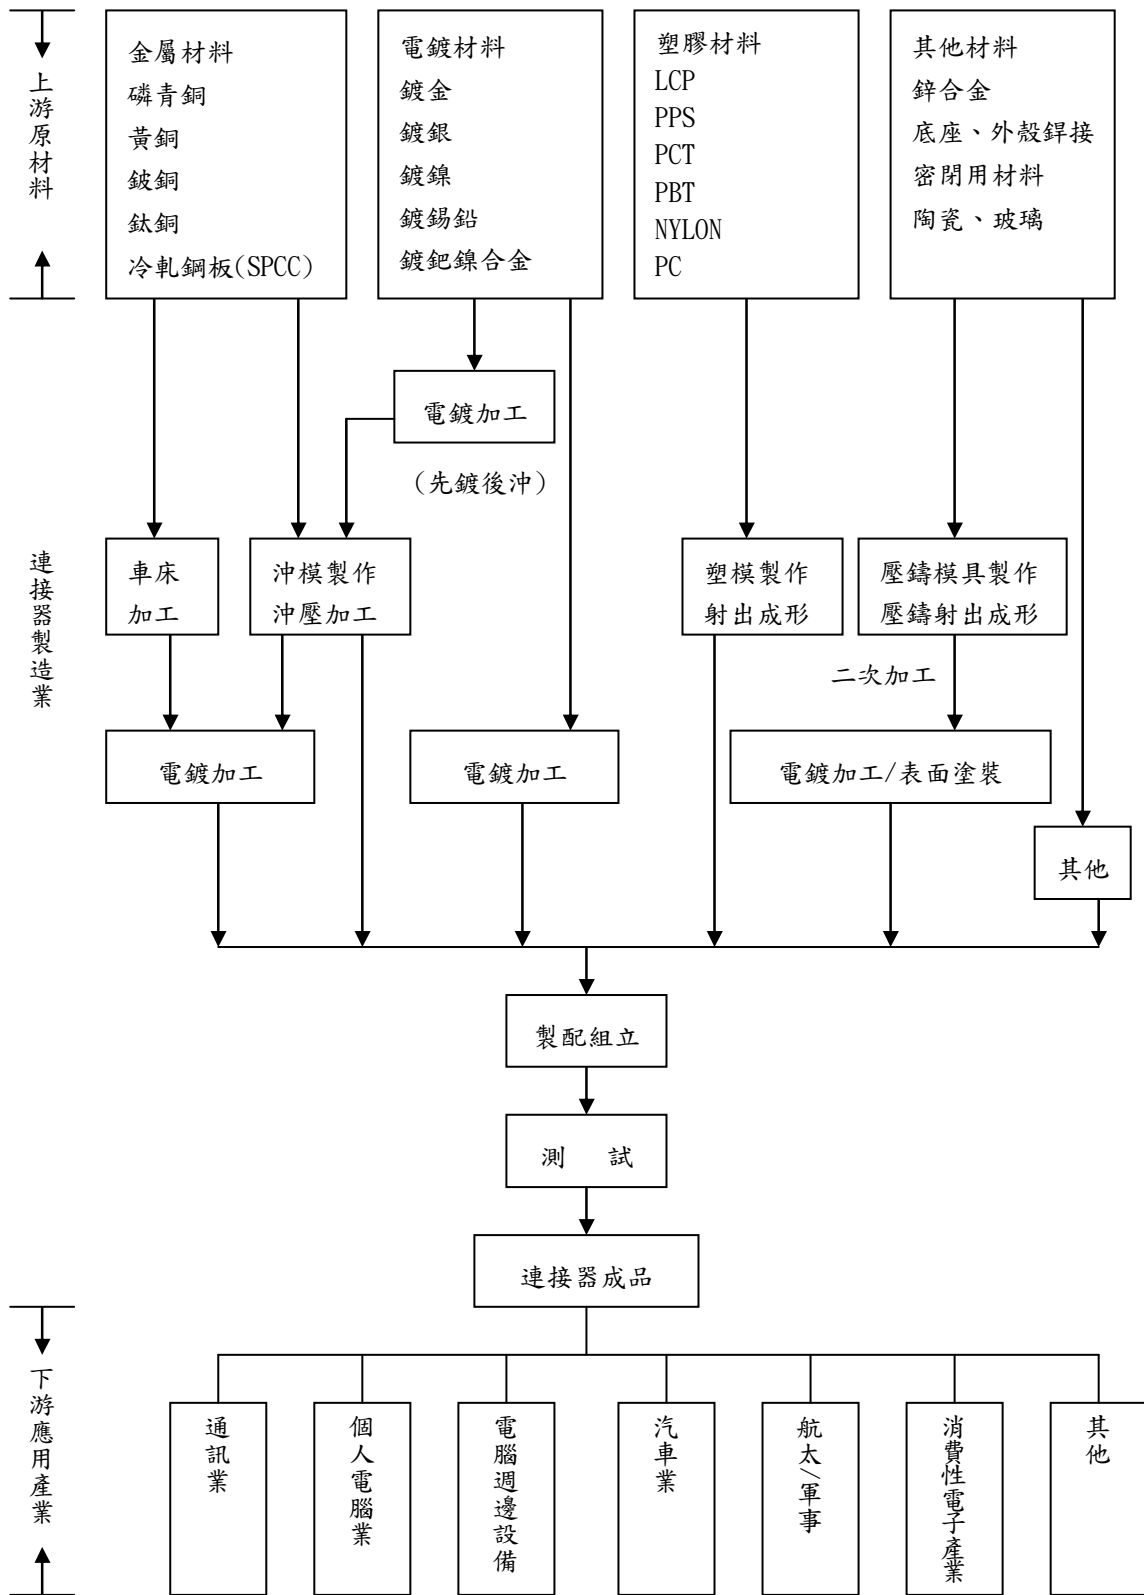 上游原材料
金屬材料
磷青銅
黃銅
鈹銅
鈦銅
冷軋鋼板(SPCC)
電鍍材料
鍍金
鍍銀
鍍鎳
鍍錫鉛
鍍鈀鎳合金
塑膠材料
LCP
PPS
PCT
PBT
NYLON
PC
其他材料
鋅合金
底座、外殼銲接
密閉用材料
陶瓷、玻璃
連接器製造業
電鍍加工
(先鍍後沖)
車床
加工
沖模製作
沖壓加工
塑模製作
射出成形
壓鑄模具製作
壓鑄射出成形
二次加工
電鍍加工
電鍍加工
電鍍加工/表面塗裝
其他
製配組立
測 試
連接器成品
下游應用產業
通訊業
個人電腦業
電腦週邊設備
汽車業
航太/軍事
消費性電子產業
其他